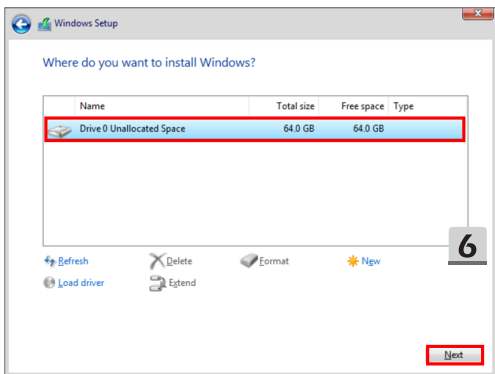 Windows Setup
Where do you want to install Windows?
Name Total size Free space Type
Drive 0 Unallocated Space 64.0 GB 64.0 GB
6
Refresh Delete Format New
Load driver Extend
Next